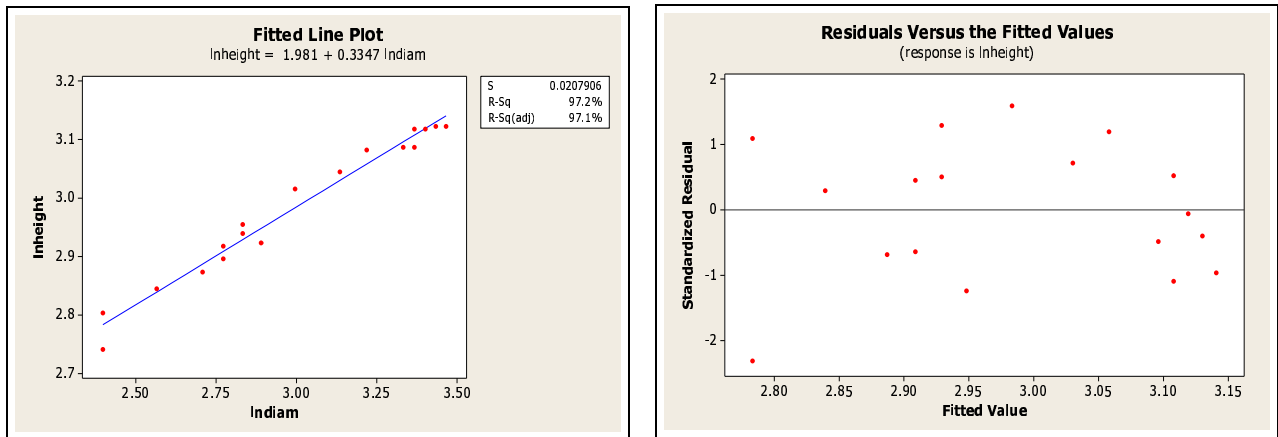 Fitted Line Plot
lnheight = 1.981 + 0.3347 lndiam
S 0.0207906
R-Sq 97.2%
R-Sq(adj) 97.1%
3.2
3.1
3.0
2.9
2.8
2.7
lnheight
2.50 2.75 3.00 3.25 3.50
lndiam
Residuals Versus the Fitted Values
(response is lnheight)
2
1
0
-1
-2
Standardized Residual
2.80 2.85 2.90 2.95 3.00 3.05 3.10 3.15
Fitted Value